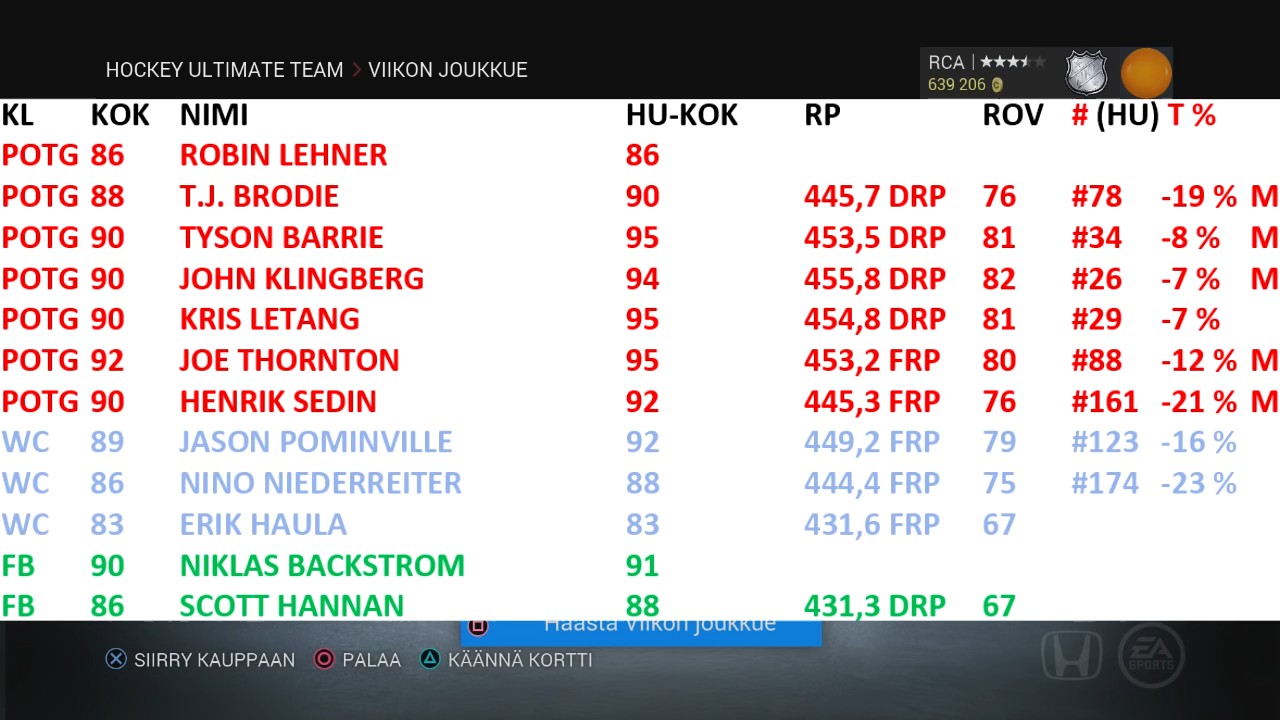 HOCKEY ULTIMATE TEAM > VIIKON JOUKKUE
RCA
639 206
KL KOK NIMI HU-KOK RP ROV # (HU) T %
POTG 86 ROBIN LEHNER 86
POTG 88 T.J. BRODIE 90 445,7 DRP 76 #78 -19 % M
POTG 90 TYSON BARRIE 95 453,5 DRP 81 #34 -8 % M
POTG 90 JOHN KLINGBERG 94 455,8 DRP 82 #26 -7 % M
POTG 90 KRIS LETANG 95 454,8 DRP 81 #29 -7 %
POTG 92 JOE THORNTON 95 453,2 FRP 80 #88 -12 % M
POTG 90 HENRIK SEDIN 92 445,3 FRP 76 #161 -21 % M
WC 89 JASON POMINVILLE 92 449,2 FRP 79 #123 -16 %
WC 86 NINO NIEDERREITER 88 444,4 FRP 75 #174 -23 %
WC 83 ERIK HAULA 83 431,6 FRP 67
FB 90 NIKLAS BACKSTROM 91
FB 86 SCOTT HANNAN 88 431,3 DRP 67
Haasta Viikon joukkue
SIIRRY KAUPPAAN PALAA KÄÄNNÄ KORTTI
EA
SPORTS